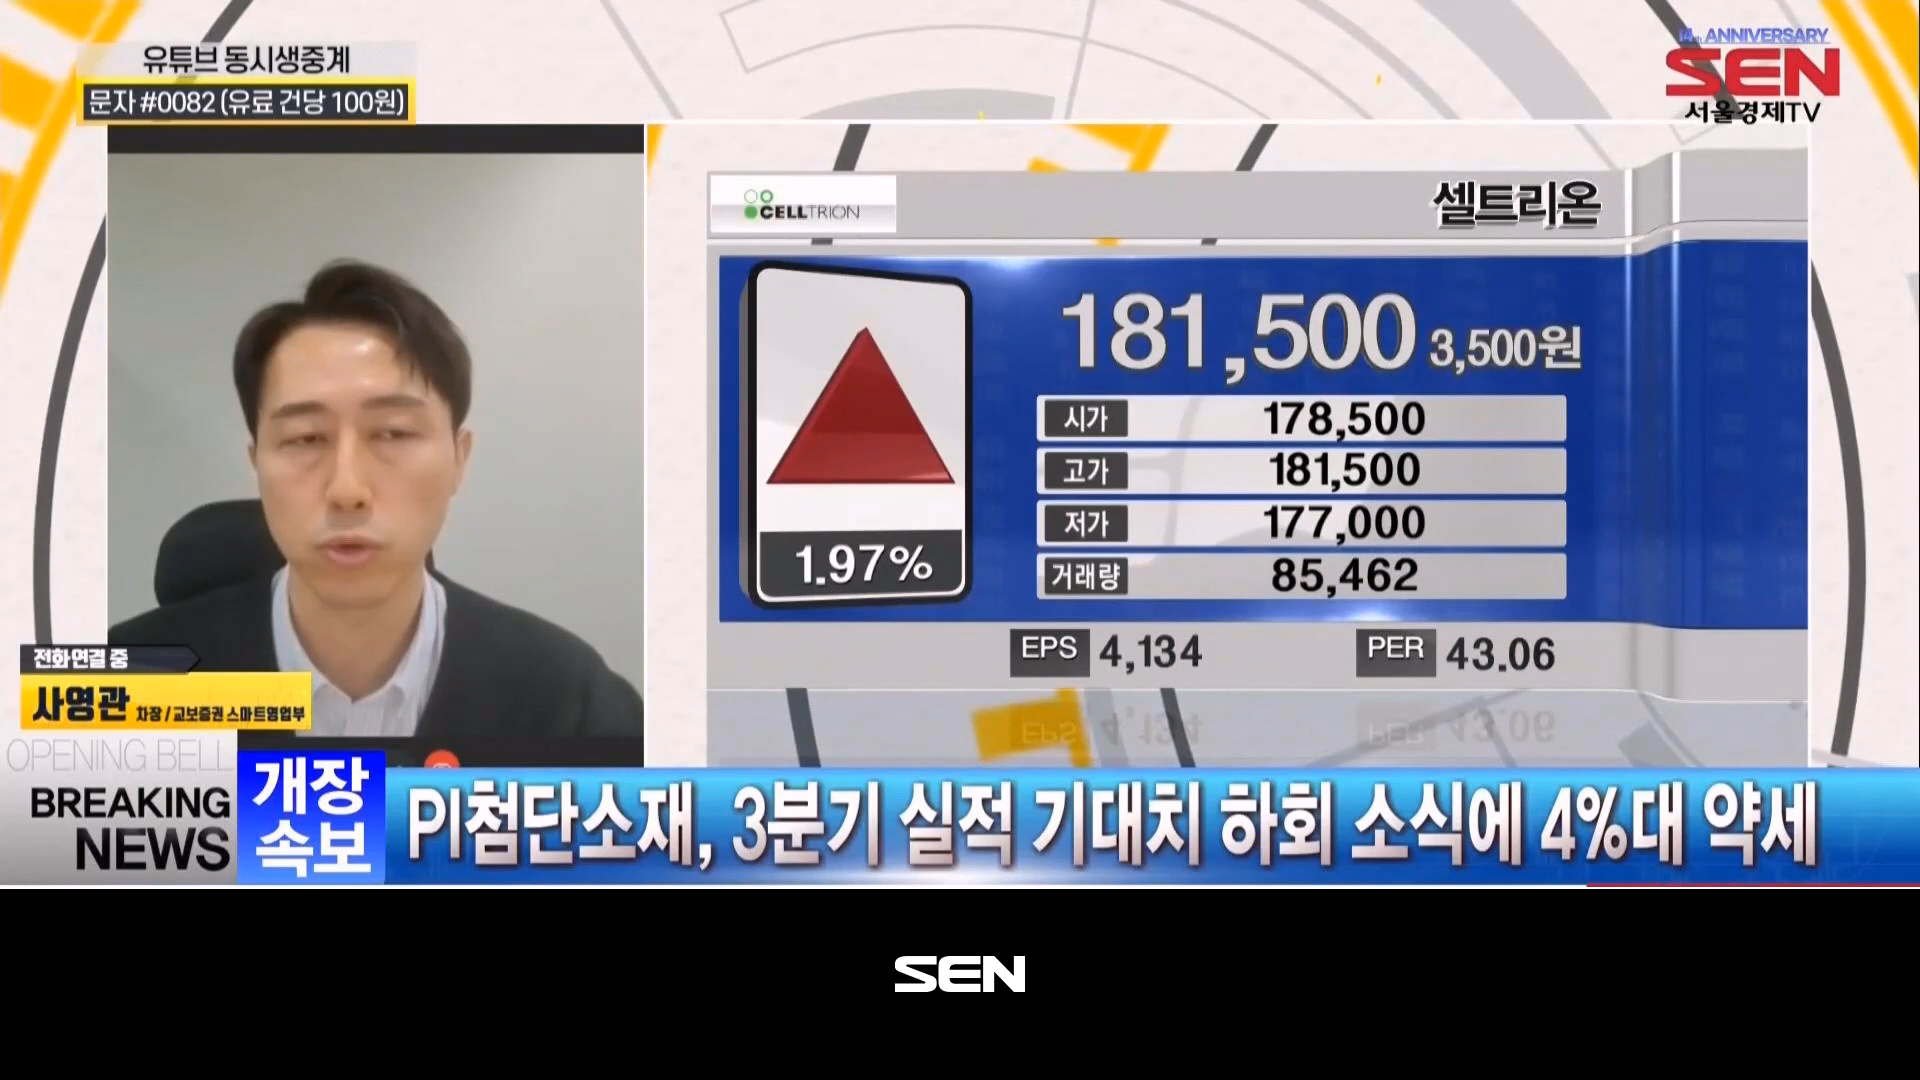 유튜브 동시생중계
문자 #0082 (유료 건당 100원)
14th ANNIVERSARY
SEN
서울경제TV
CELLTRION
셀트리온
181,500 3,500원
시가 178,500
고가 181,500
저가 177,000
거래량 85,462
1.97%
EPS 4,134 PER 43.06
EPS 4,134 PER 43.06
전화연결 중
사영관 차장 / 교보증권 스마트영업부
OPENING BELL
BREAKING NEWS
개장 속보
PI첨단소재, 3분기 실적 기대치 하회 소식에 4%대 약세
SEN